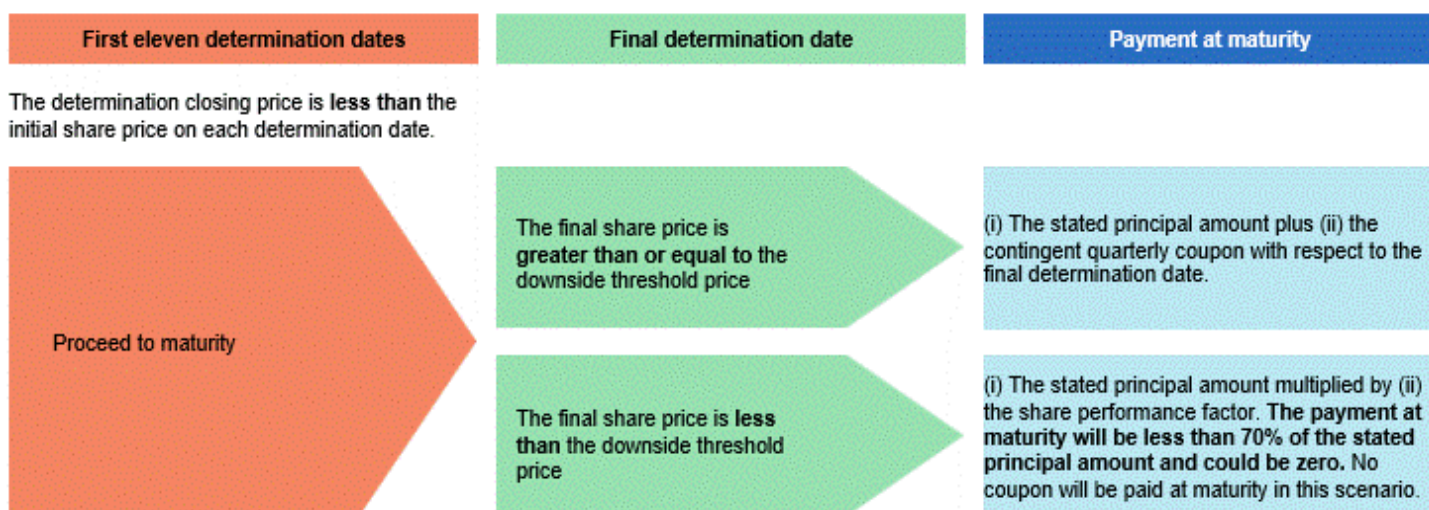 First eleven determination dates
Final determination date
Payment at maturity
The determination closing price is less than the
initial share price on each determination date.
Proceed to maturity
The final share price is
greater than or equal to the
downside threshold price
(i) The stated principal amount plus (ii) the
contingent quarterly coupon with respect to the
final determination date.
The final share price is less
than the downside threshold
price
(i) The stated principal amount multiplied by (ii)
the share performance factor. The payment at
maturity will be less than 70% of the stated
principal amount and could be zero. No
coupon will be paid at maturity in this scenario.